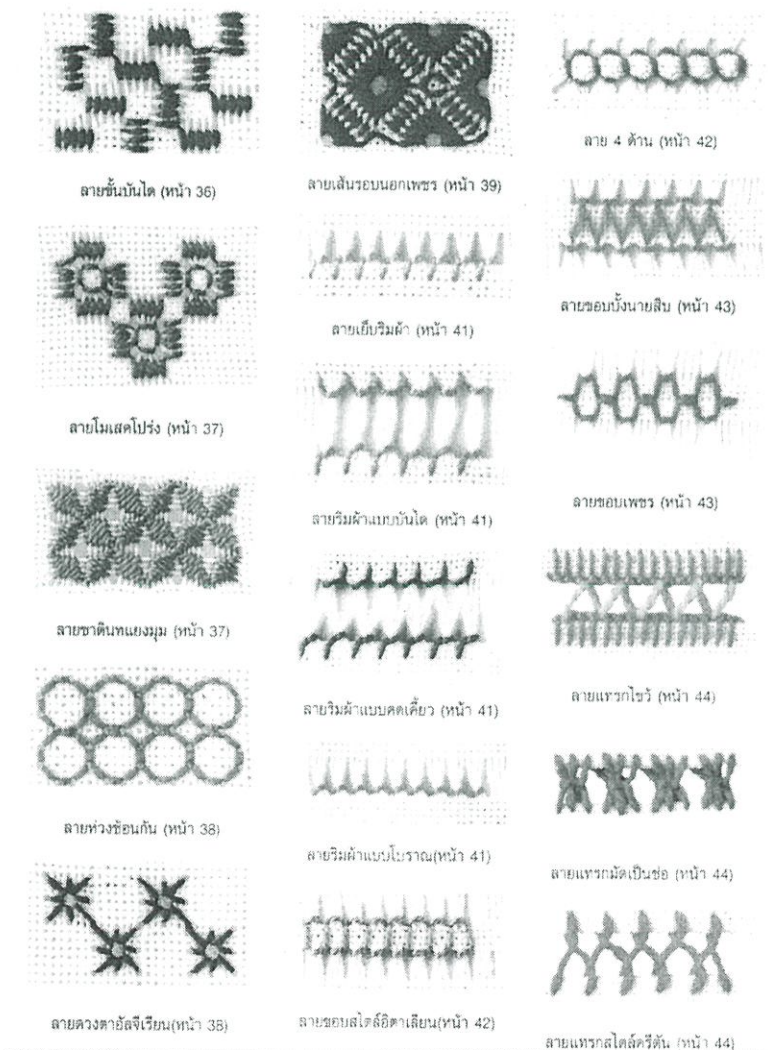 ลายขั้นบันได (หน้า 36)
ลายโมเสคโปร่ง (หน้า 37)
ลายซาตินทแยงมุม (หน้า 37)
ลายห่วงซ้อนกัน (หน้า 38)
ลายดวงตาอัลจีเรียน(หน้า 38)
ลายเส้นรอบนอกเพชร (หน้า 39)
ลายเย็บริมผ้า (หน้า 41)
ลายริมผ้าแบบบันได (หน้า 41)
ลายริมผ้าแบบคดเคี้ยว (หน้า 41)
ลายริมผ้าแบบโบราณ(หน้า 41)
ลายขอบสไตล์อิตาเลียน(หน้า 42)
ลาย 4 ด้าน (หน้า 42)
ลายขอบบั้งนายสิบ (หน้า 43)
ลายขอบเพชร (หน้า 43)
ลายแทรกไขว้ (หน้า 44)
ลายแทรกมัดเป็นช่อ (หน้า 44)
ลายแทรกสไตล์ครีตัน (หน้า 44)